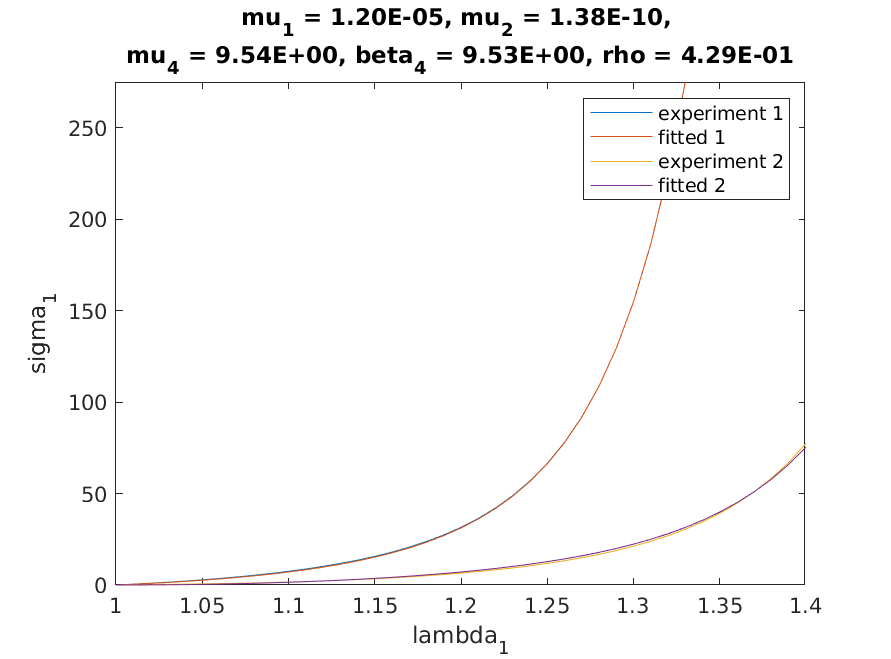 mu1 = 1.20E-05, mu2 = 1.38E-10,
mu4 = 9.54E+00, beta4 = 9.53E+00, rho = 4.29E-01
experiment 1
fitted 1
experiment 2
fitted 2
250
200
150
100
50
0
sigma1
1 1.05 1.1 1.15 1.2 1.25 1.3 1.35 1.4
lambda1